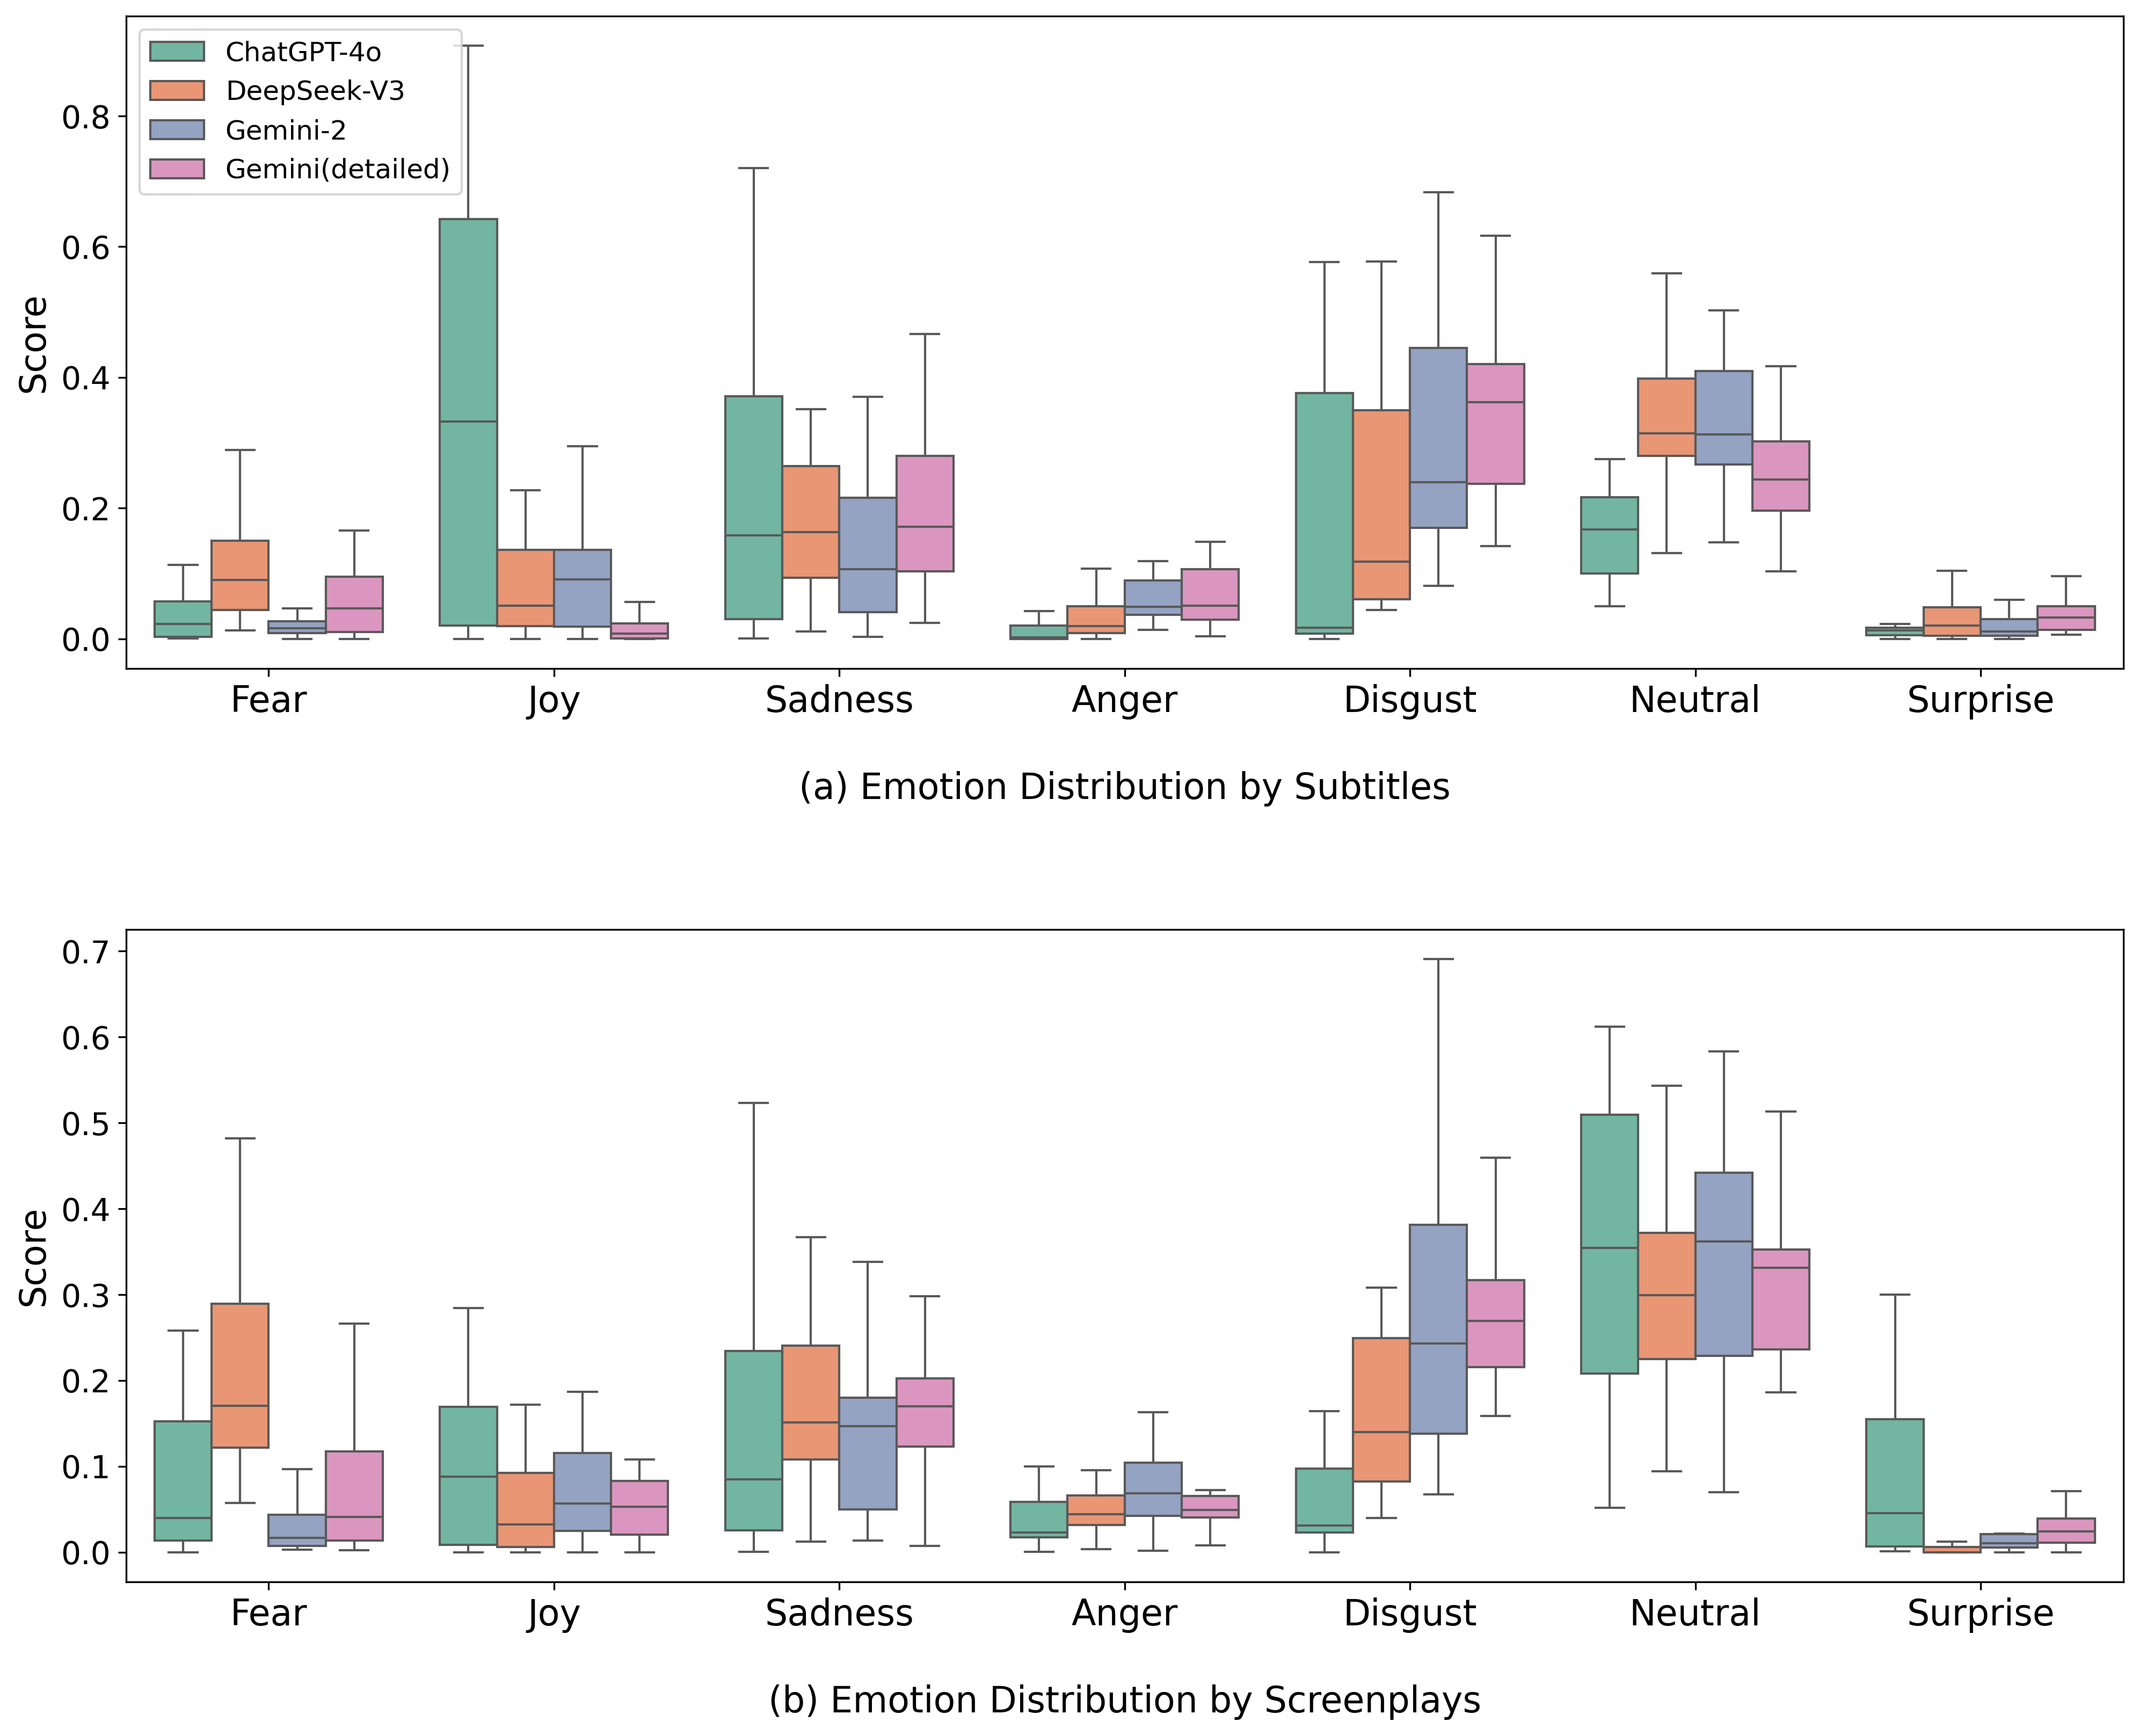 ChatGPT-4o
DeepSeek-V3
Gemini-2
Gemini(detailed)
Score
0.8
0.6
0.4
0.2
0.0
Fear Joy Sadness Anger Disgust Neutral Surprise
(a) Emotion Distribution by Subtitles
Score
0.7
0.6
0.5
0.4
0.3
0.2
0.1
0.0
Fear Joy Sadness Anger Disgust Neutral Surprise
(b) Emotion Distribution by Screenplays